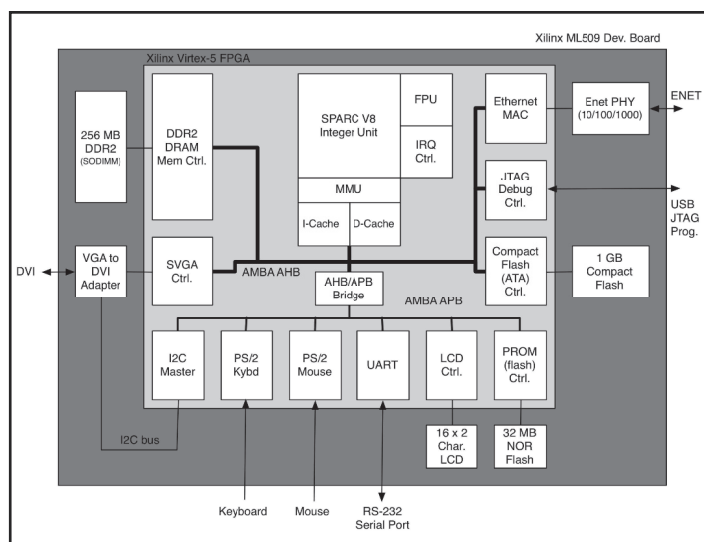 Xilinx ML509 Dev. Board
Xilinx Virtex-5 FPGA
256 MB
DDR2
(SODIMM)
DDR2
DRAM
Mem Ctrl.
SPARC V8
Integer Unit
FPU
IRQ
Ctrl.
MMU
I-Cache
D-Cache
Ethernet
MAC
Enet PHY
(10/100/1000)
ENET
JTAG
Debug
Ctrl.
USB
JTAG
Prog.
DVI
VGA to
DVI
Adapter
SVGA
Ctrl.
AMBA AHB
Compact
Flash
(ATA)
Ctrl.
1 GB
Compact
Flash
AHB/APB
Bridge
AMBA APB
I2C
Master
PS/2
Kybd
PS/2
Mouse
UART
LCD
Ctrl.
PROM
(flash)
Ctrl.
I2C bus
16 x 2
Char.
LCD
32 MB
NOR
Flash
Keyboard
Mouse
RS-232
Serial Port